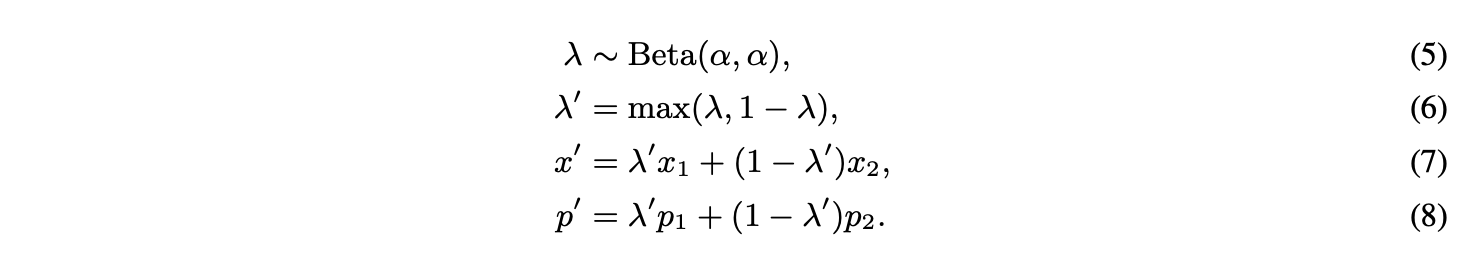 λ ∼ Beta(α, α), (5)
λ′ = max(λ, 1 − λ), (6)
x′ = λ′x₁ + (1 − λ′)x₂, (7)
p′ = λ′p₁ + (1 − λ′)p₂. (8)